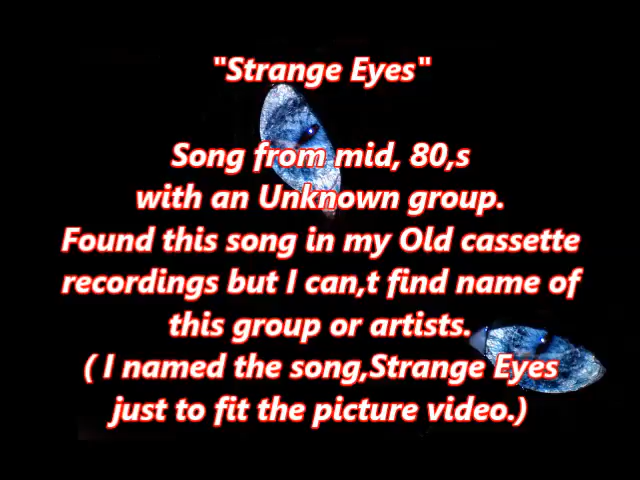 "Strange Eyes"
Song from mid, 80,s
with an Unknown group.
Found this song in my Old cassette
recordings but I can,t find name of
this group or artists.
( I named the song,Strange Eyes
just to fit the picture video.)